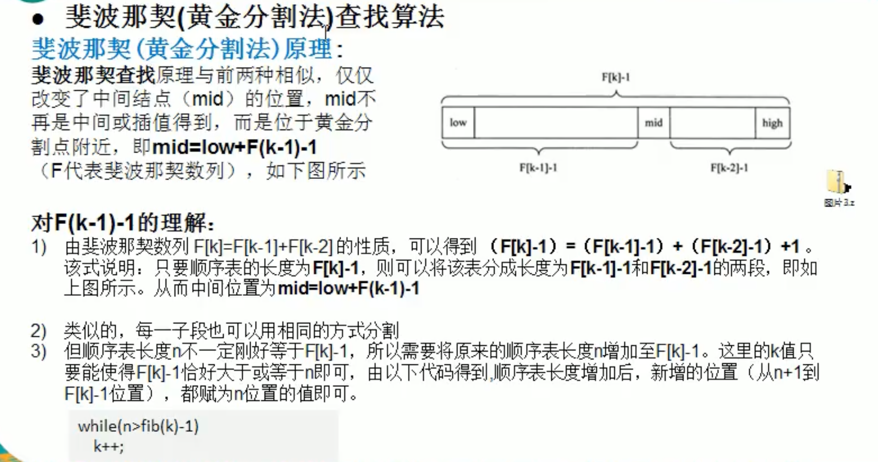 ● 斐波那契(黄金分割法)查找算法
斐波那契(黄金分割法)原理:
斐波那契查找原理与前两种相似，仅仅
改变了中间结点（mid）的位置，mid不
再是中间或插值得到，而是位于黄金分
割点附近，即mid=low+F(k-1)-1
（F代表斐波那契数列），如下图所示
F[k]-1
low
mid
high
F[k-1]-1
F[k-2]-1
图片3.z
对F(k-1)-1的理解：
1) 由斐波那契数列 F[k]=F[k-1]+F[k-2] 的性质，可以得到 （F[k]-1）=（F[k-1]-1）+（F[k-2]-1）+1 。
该式说明：只要顺序表的长度为F[k]-1，则可以将该表分成长度为F[k-1]-1和F[k-2]-1的两段，即如
上图所示。从而中间位置为mid=low+F(k-1)-1
2) 类似的，每一子段也可以用相同的方式分割
3) 但顺序表长度n不一定刚好等于F[k]-1，所以需要将原来的顺序表长度n增加至F[k]-1。这里的k值只
要能使得F[k]-1恰好大于或等于n即可，由以下代码得到,顺序表长度增加后，新增的位置（从n+1到
F[k]-1位置），都赋为n位置的值即可。
while(n>fib(k)-1)
k++;